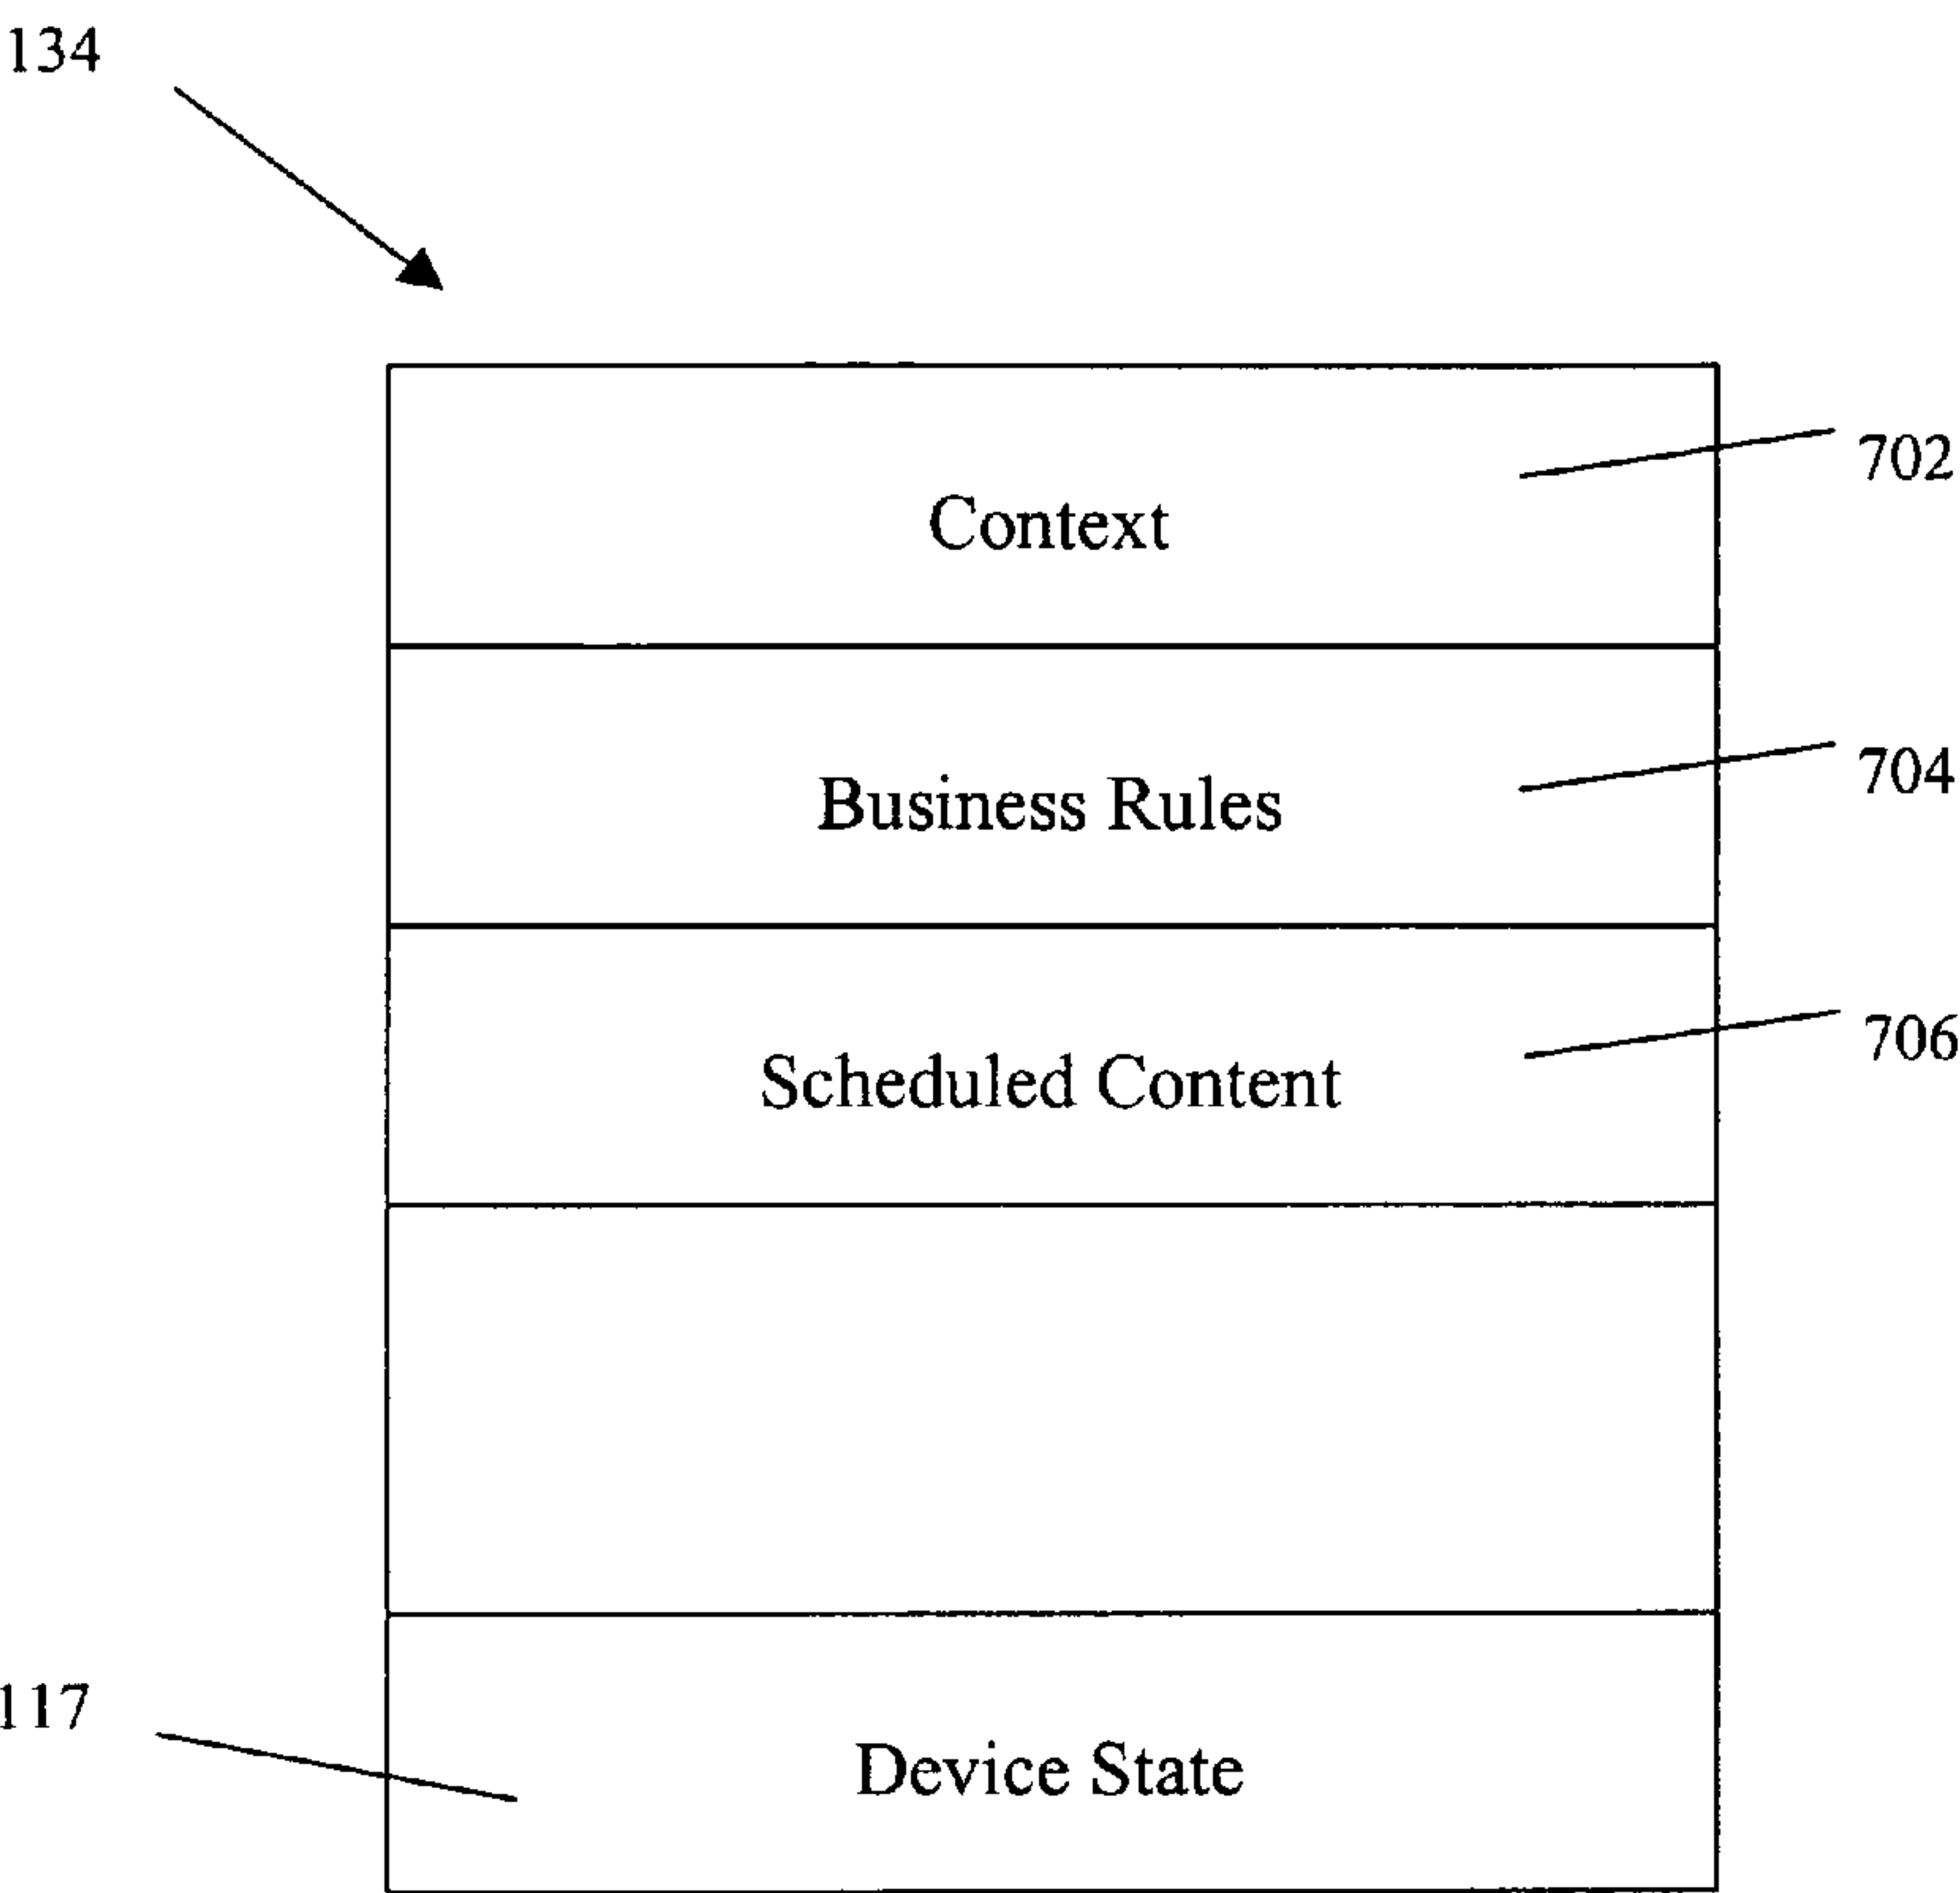 134
702
Context
704
Business Rules
706
Scheduled Content
117
Device State